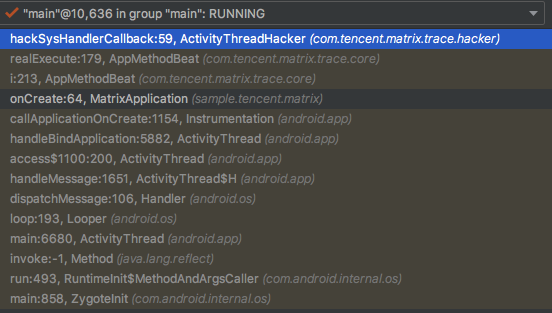 "main"@10,636 in group "main": RUNNING
hackSysHandlerCallback:59, ActivityThreadHacker (com.tencent.matrix.trace.hacker)
realExecute:179, AppMethodBeat (com.tencent.matrix.trace.core)
i:213, AppMethodBeat (com.tencent.matrix.trace.core)
onCreate:64, MatrixApplication (sample.tencent.matrix)
callApplicationOnCreate:1154, Instrumentation (android.app)
handleBindApplication:5882, ActivityThread (android.app)
access$1100:200, ActivityThread (android.app)
handleMessage:1651, ActivityThread$H (android.app)
dispatchMessage:106, Handler (android.os)
loop:193, Looper (android.os)
main:6680, ActivityThread (android.app)
invoke:-1, Method (java.lang.reflect)
run:493, RuntimeInit$MethodAndArgsCaller (com.android.internal.os)
main:858, ZygoteInit (com.android.internal.os)